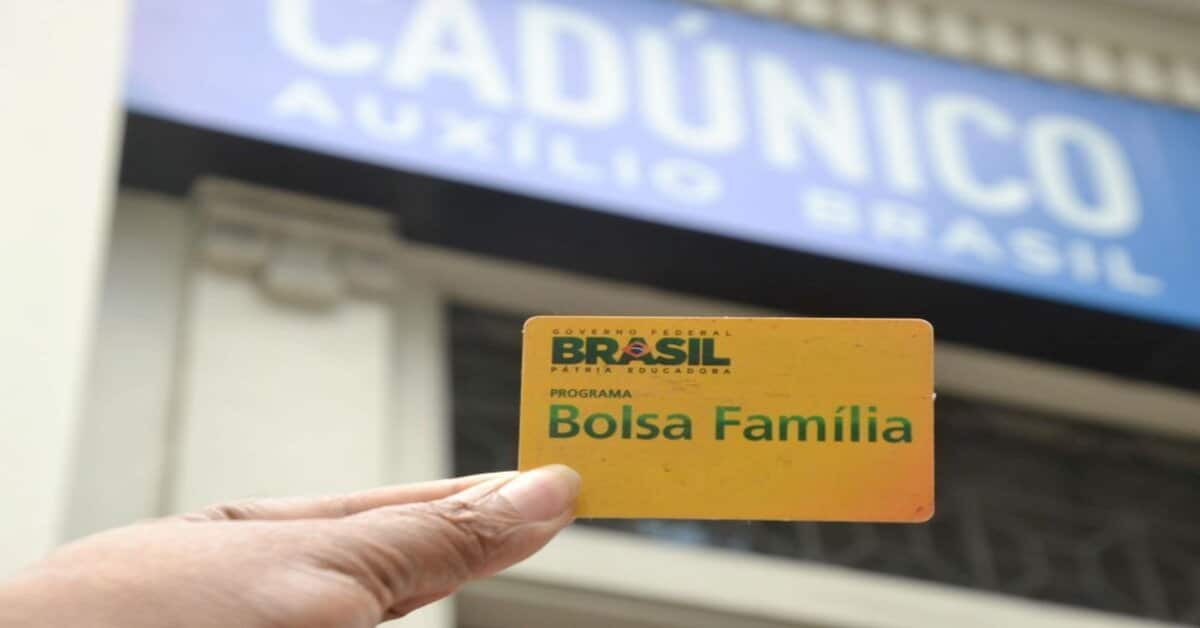 CADÚNICO
AUXÍLIO BRASIL
GOVERNO FEDERAL
BRASIL
PÁTRIA EDUCADORA
PROGRAMA
Bolsa Família